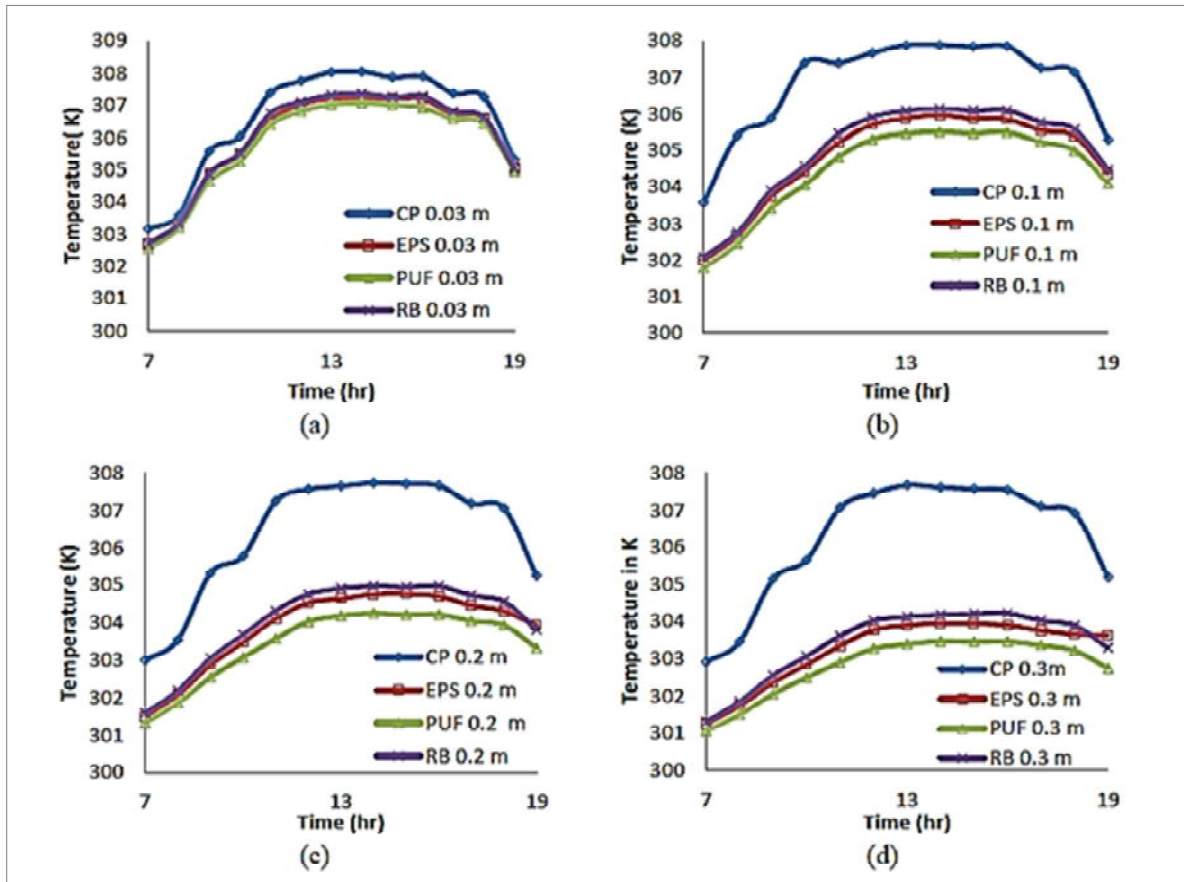 309
308
307
306
305
304
303
302
301
300
Temperature( K)
CP 0.03 m
EPS 0.03 m
PUF 0.03 m
RB 0.03 m
7 13 19
Time (hr)
(a)
308
307
306
305
304
303
302
301
300
Temperature (K)
CP 0.1 m
EPS 0.1 m
PUF 0.1 m
RB 0.1 m
7 13 19
Time (hr)
(b)
308
307
306
305
304
303
302
301
300
Temperature (K)
CP 0.2 m
EPS 0.2 m
PUF 0.2 m
RB 0.2 m
7 13 19
Time (hr)
(c)
308
307
306
305
304
303
302
301
300
Temperature in K
CP 0.3m
EPS 0.3 m
PUF 0.3 m
RB 0.3 m
7 13 19
Time (hr)
(d)